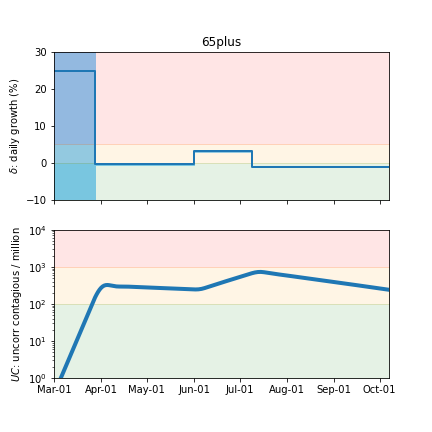 65plus
δ: daily growth (%)
30
20
10
0
−10
UC: uncorr contagious / million
10⁴
10³
10²
10¹
10⁰
Mar-01 Apr-01 May-01 Jun-01 Jul-01 Aug-01 Sep-01 Oct-01